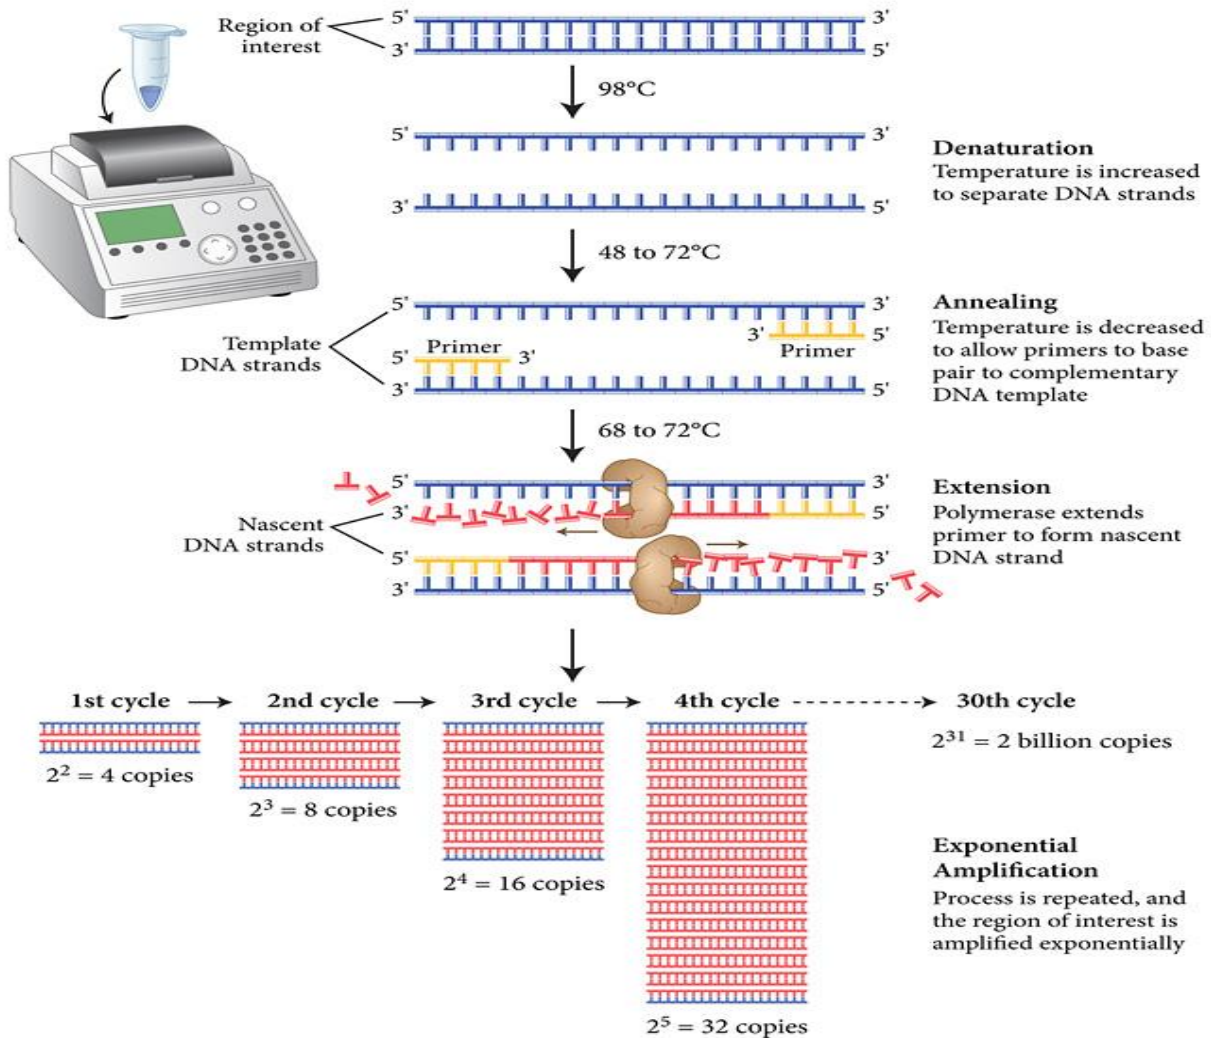 Region of
interest
5' 3'
3' 5'
98°C
5' 3'
3' 5'
Denaturation
Temperature is increased
to separate DNA strands
48 to 72°C
Template
DNA strands
5' 3'
3' 5'
Primer
Primer
5' 3'
3' 5'
Annealing
Temperature is decreased
to allow primers to base
pair to complementary
DNA template
68 to 72°C
Nascent
DNA strands
5' 3'
3' 5'
5' 3'
3' 5'
Extension
Polymerase extends
primer to form nascent
DNA strand
1st cycle
2nd cycle
3rd cycle
4th cycle
30th cycle
2² = 4 copies
2³ = 8 copies
2⁴ = 16 copies
2⁵ = 32 copies
2³¹ = 2 billion copies
Exponential
Amplification
Process is repeated, and
the region of interest is
amplified exponentially